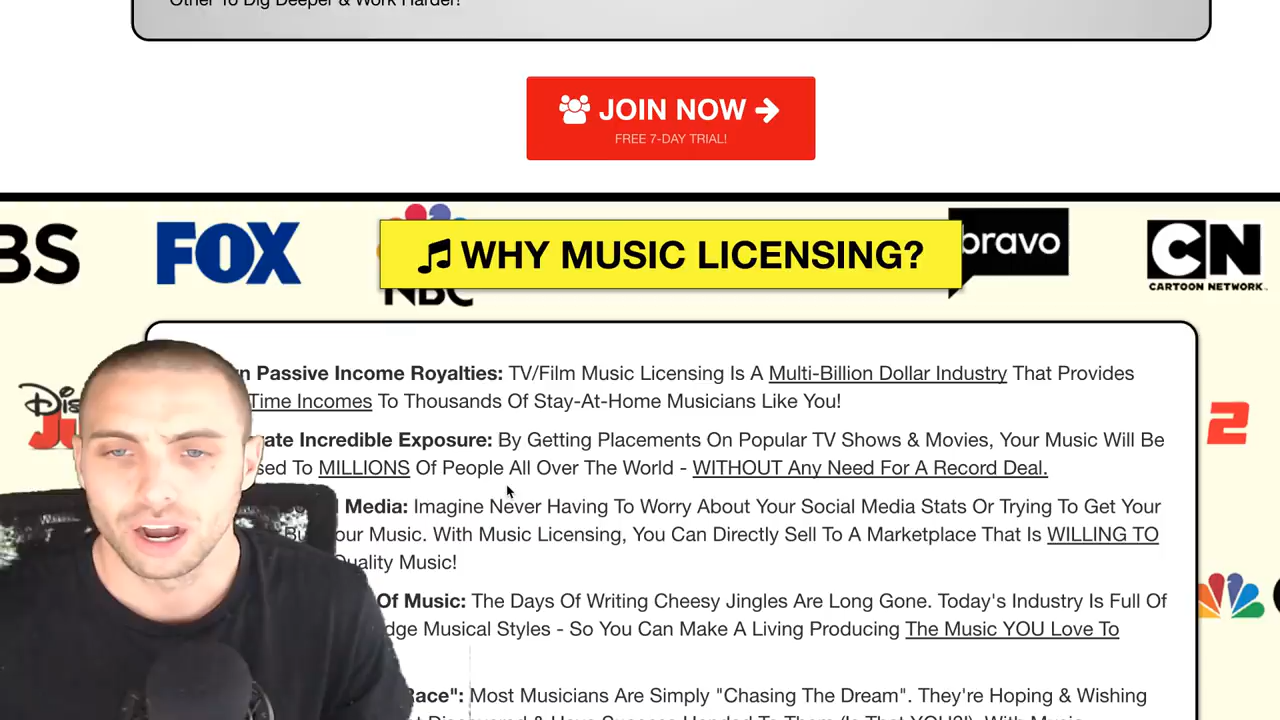 Other To Dig Deeper & Work Harder!
JOIN NOW
FREE 7-DAY TRIAL!
BS FOX NBC bravo CN
CARTOON NETWORK
WHY MUSIC LICENSING?
Passive Income Royalties: TV/Film Music Licensing Is A Multi-Billion Dollar Industry That Provides
Time Incomes To Thousands Of Stay-At-Home Musicians Like You!
Incredible Exposure: By Getting Placements On Popular TV Shows & Movies, Your Music Will Be
To MILLIONS Of People All Over The World - WITHOUT Any Need For A Record Deal.
Media: Imagine Never Having To Worry About Your Social Media Stats Or Trying To Get Your
Music. With Music Licensing, You Can Directly Sell To A Marketplace That Is WILLING TO
Music!
Of Music: The Days Of Writing Cheesy Jingles Are Long Gone. Today's Industry Is Full Of
Musical Styles - So You Can Make A Living Producing The Music YOU Love To
Race": Most Musicians Are Simply "Chasing The Dream". They're Hoping & Wishing
2